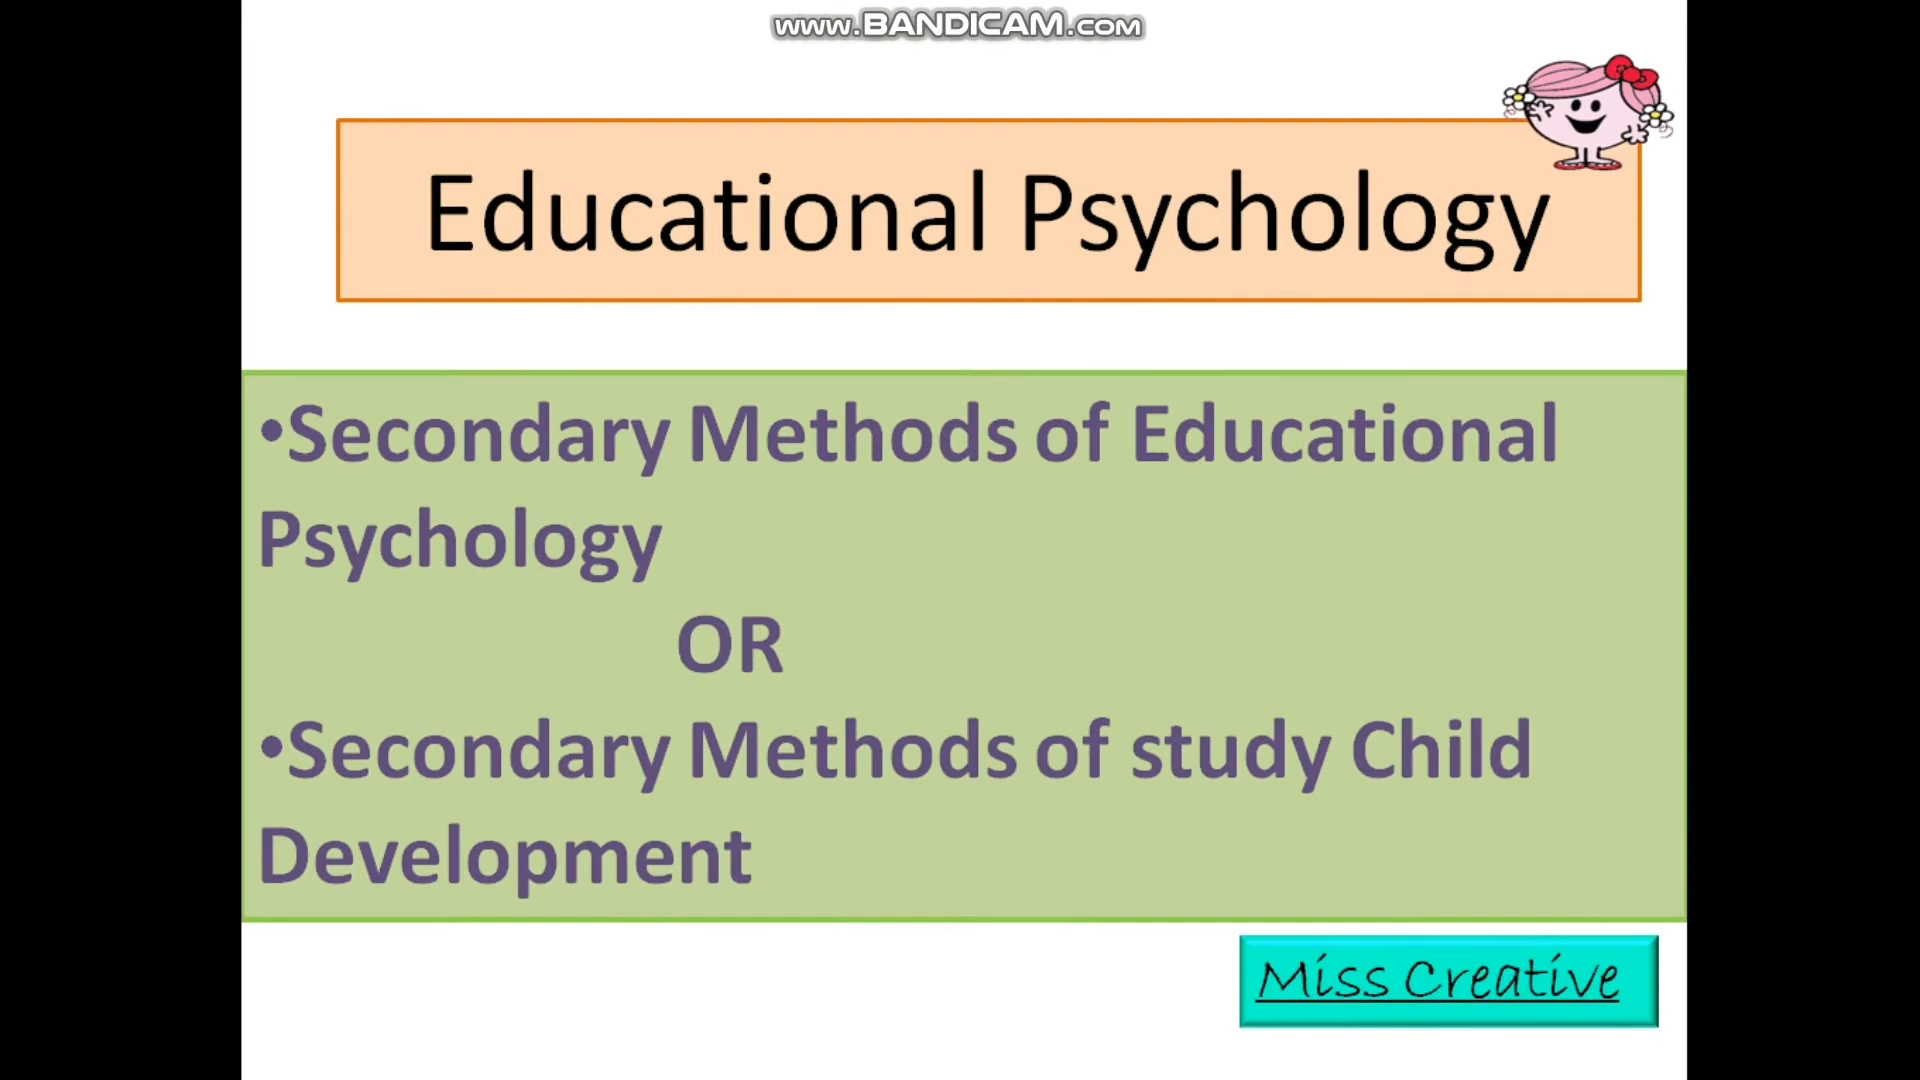 www.BANDICAM.com
Educational Psychology
•Secondary Methods of Educational
Psychology
OR
•Secondary Methods of study Child
Development
Miss Creative